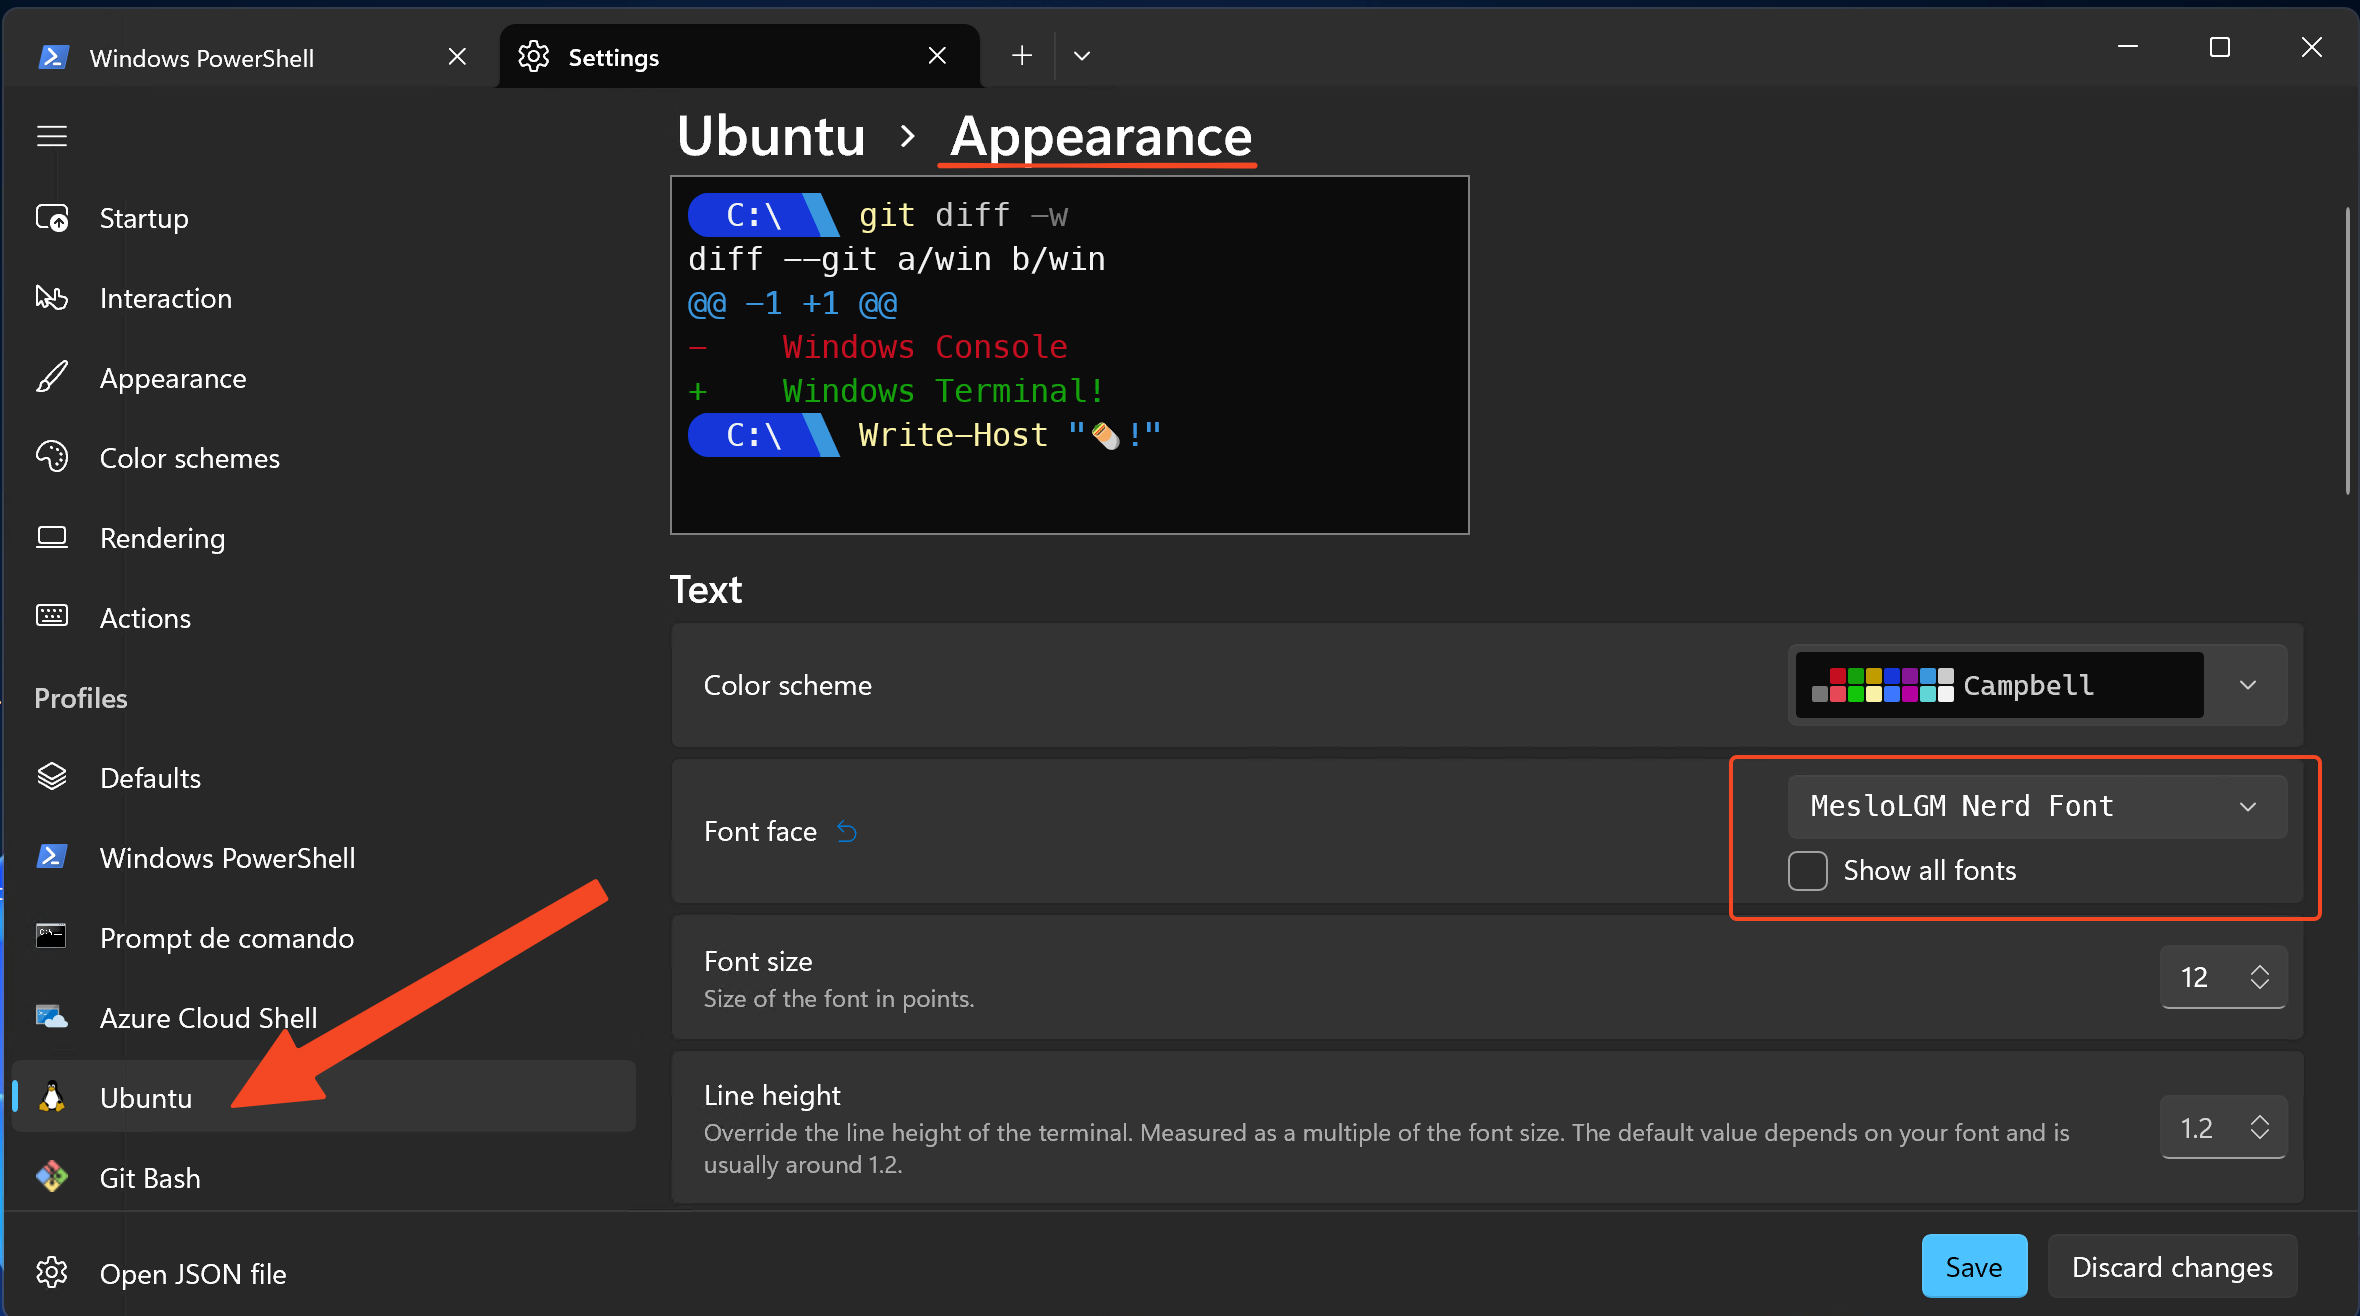 Windows PowerShell
Settings
Ubuntu > Appearance
Startup
Interaction
Appearance
Color schemes
Rendering
Actions
Profiles
Defaults
Windows PowerShell
Prompt de comando
Azure Cloud Shell
Ubuntu
Git Bash
Open JSON file
C:\ git diff -w
diff --git a/win b/win
@@ -1 +1 @@
-    Windows Console
+    Windows Terminal!
C:\ Write-Host "🌯!"
Text
Color scheme
Campbell
Font face
MesloLGM Nerd Font
Show all fonts
Font size
Size of the font in points.
12
Line height
Override the line height of the terminal. Measured as a multiple of the font size. The default value depends on your font and is
usually around 1.2.
1.2
Save
Discard changes